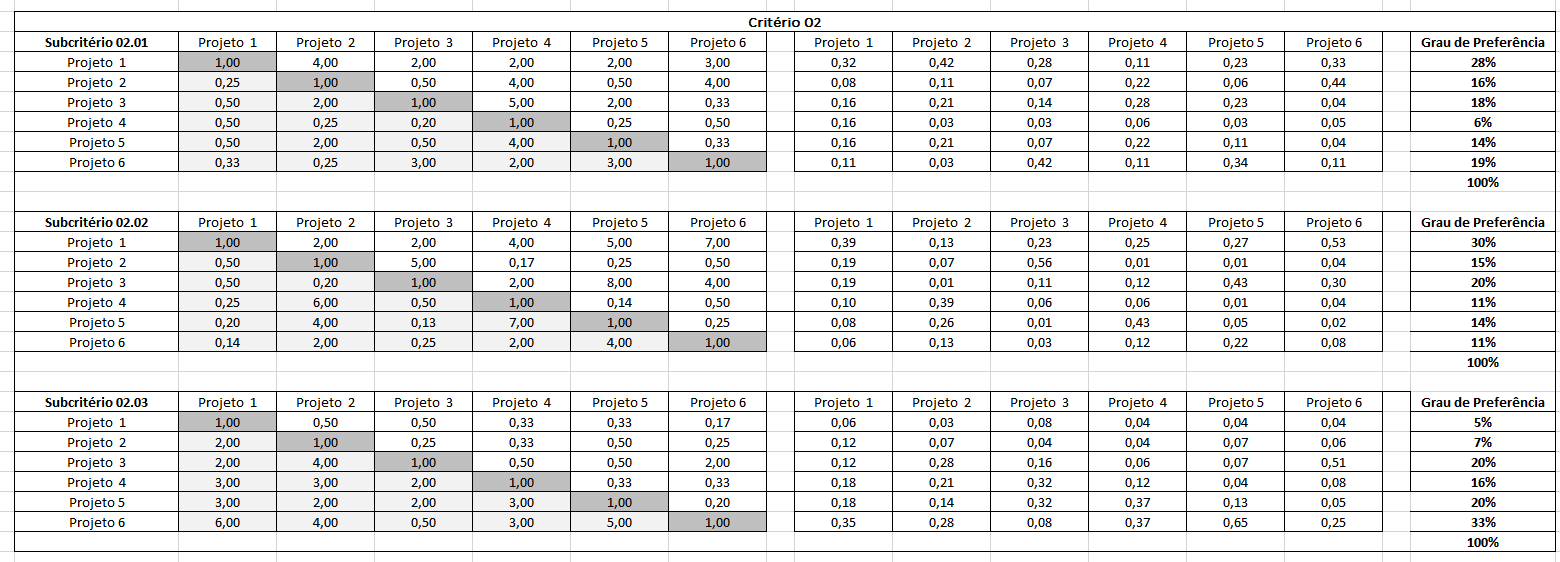 Critério O2
Subcritério 02.01 Projeto 1 Projeto 2 Projeto 3 Projeto 4 Projeto 5 Projeto 6 Projeto 1 Projeto 2 Projeto 3 Projeto 4 Projeto 5 Projeto 6 Grau de Preferência
Projeto 1 1,00 4,00 2,00 2,00 2,00 3,00 0,32 0,42 0,28 0,11 0,23 0,33 28%
Projeto 2 0,25 1,00 0,50 4,00 0,50 4,00 0,08 0,11 0,07 0,22 0,06 0,44 16%
Projeto 3 0,50 2,00 1,00 5,00 2,00 0,33 0,16 0,21 0,14 0,28 0,23 0,04 18%
Projeto 4 0,50 0,25 0,20 1,00 0,25 0,50 0,16 0,03 0,03 0,06 0,03 0,05 6%
Projeto 5 0,50 2,00 0,50 4,00 1,00 0,33 0,16 0,21 0,07 0,22 0,11 0,04 14%
Projeto 6 0,33 0,25 3,00 2,00 3,00 1,00 0,11 0,03 0,42 0,11 0,34 0,11 19%
100%
Subcritério 02.02 Projeto 1 Projeto 2 Projeto 3 Projeto 4 Projeto 5 Projeto 6 Projeto 1 Projeto 2 Projeto 3 Projeto 4 Projeto 5 Projeto 6 Grau de Preferência
Projeto 1 1,00 2,00 2,00 4,00 5,00 7,00 0,39 0,13 0,23 0,25 0,27 0,53 30%
Projeto 2 0,50 1,00 5,00 0,17 0,25 0,50 0,19 0,07 0,56 0,01 0,01 0,04 15%
Projeto 3 0,50 0,20 1,00 2,00 8,00 4,00 0,19 0,01 0,11 0,12 0,43 0,30 20%
Projeto 4 0,25 6,00 0,50 1,00 0,14 0,50 0,10 0,39 0,06 0,06 0,01 0,04 11%
Projeto 5 0,20 4,00 0,13 7,00 1,00 0,25 0,08 0,26 0,01 0,43 0,05 0,02 14%
Projeto 6 0,14 2,00 0,25 2,00 4,00 1,00 0,06 0,13 0,03 0,12 0,22 0,08 11%
100%
Subcritério 02.03 Projeto 1 Projeto 2 Projeto 3 Projeto 4 Projeto 5 Projeto 6 Projeto 1 Projeto 2 Projeto 3 Projeto 4 Projeto 5 Projeto 6 Grau de Preferência
Projeto 1 1,00 0,50 0,50 0,33 0,33 0,17 0,06 0,03 0,08 0,04 0,04 0,04 5%
Projeto 2 2,00 1,00 0,25 0,33 0,50 0,25 0,12 0,07 0,04 0,04 0,07 0,06 7%
Projeto 3 2,00 4,00 1,00 0,50 0,50 2,00 0,12 0,28 0,16 0,06 0,07 0,51 20%
Projeto 4 3,00 3,00 2,00 1,00 0,33 0,33 0,18 0,21 0,32 0,12 0,04 0,08 16%
Projeto 5 3,00 2,00 2,00 3,00 1,00 0,20 0,18 0,14 0,32 0,37 0,13 0,05 20%
Projeto 6 6,00 4,00 0,50 3,00 5,00 1,00 0,35 0,28 0,08 0,37 0,65 0,25 33%
100%